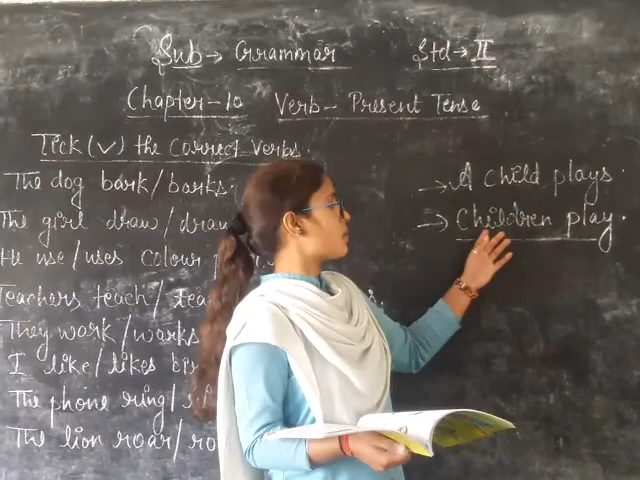 Sub → Grammar Std → II
Chapter-10 Verb - Present Tense
Tick (✓) the Correct Verbs.
The dog bark/barks.
The girl draw/draw
He use/uses colour
Teachers teach/tea s.
They work/works
I like/likes
The phone ring/
The lion roar/ro
→ A Child plays.
→ Children play.